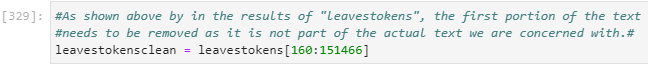 [329]: #As shown above by in the results of "leavestokens", the first portion of the text
#needs to be removed as it is not part of the actual text we are concerned with.#
leavestokensclean = leavestokens[160:151466]